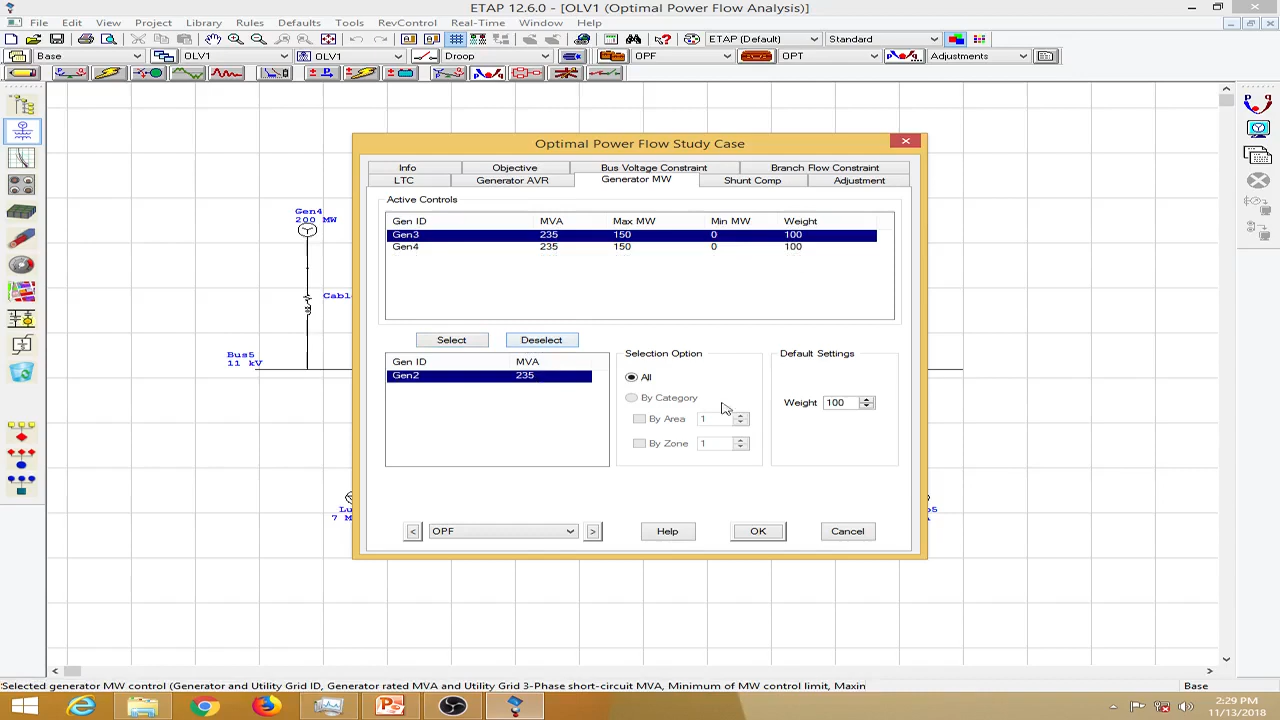 ETAP 12.6.0 - [OLV1 (Optimal Power Flow Analysis)]
File Edit View Project Library Rules Defaults Tools RevControl Real-Time Window Help
ETAP (Default) Standard
Base OLV1 OLV1 Droop OPF OPT Adjustments
Optimal Power Flow Study Case
Info Objective Bus Voltage Constraint Branch Flow Constraint
LTC Generator AVR Generator MW Shunt Comp Adjustment
Active Controls
Gen ID MVA Max MW Min MW Weight
Gen3 235 150 0 100
Gen4 235 150 0 100
Select Deselect
Gen ID MVA
Gen2 235
Selection Option
All
By Category
By Area 1
By Zone 1
Default Settings
Weight 100
< OPF > Help OK Cancel
Gen4
200 MW
Cabl
Bus5
11 kV
Lu
7 M
p5
Selected generator MW control (Generator and Utility Grid ID, Generator rated MVA and Utility Grid 3-Phase short-circuit MVA, Minimum of MW control limit, Maxin
Base
2:29 PM
11/13/2018